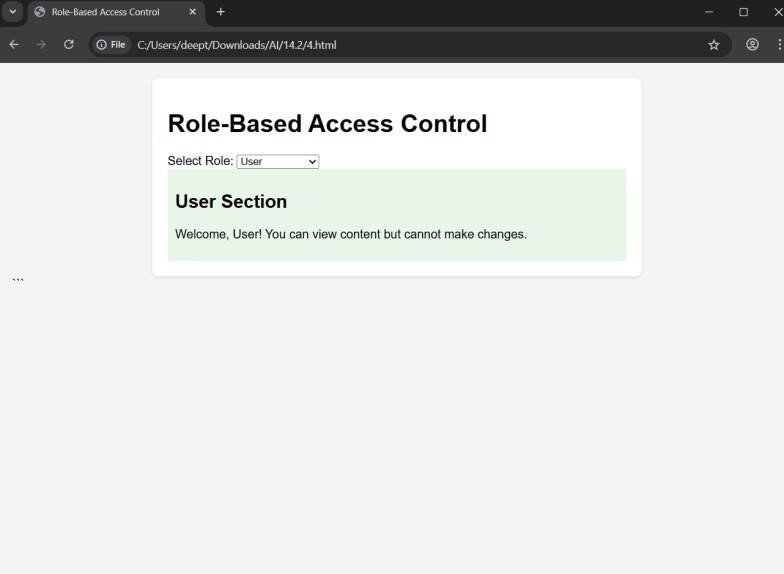 Role-Based Access Control
File C:/Users/deept/Downloads/AI/14.2/4.html
Role-Based Access Control
Select Role: User
User Section
Welcome, User! You can view content but cannot make changes.
```